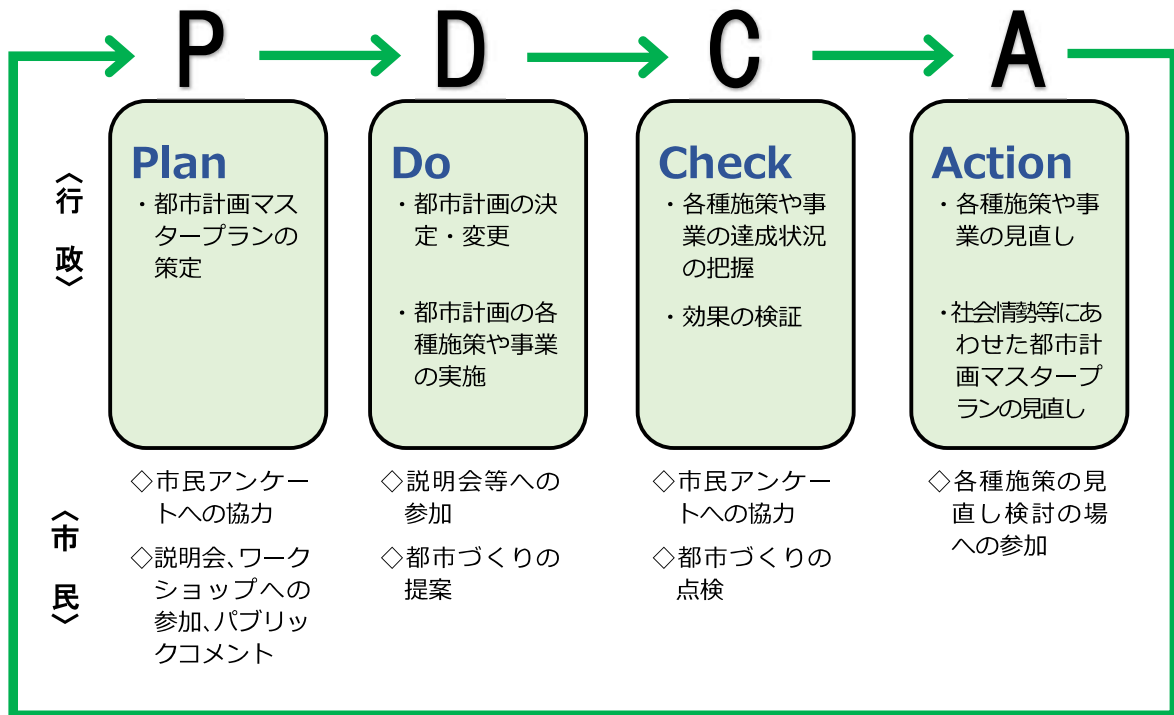 P
D
C
A
〈行政〉
Plan
・都市計画マス
タープランの
策定
Do
・都市計画の決
定・変更
・都市計画の各
種施策や事業
の実施
Check
・各種施策や事
業の達成状況
の把握
・効果の検証
Action
・各種施策や事
業の見直し
・社会情勢等にあ
わせた都市計
画マスタープ
ランの見直し
〈市民〉
◇市民アンケー
トへの協力
◇説明会、ワーク
ショップへの
参加、パブリッ
クコメント
◇説明会等への
参加
◇都市づくりの
提案
◇市民アンケー
トへの協力
◇都市づくりの
点検
◇各種施策の見
直し検討の場
への参加